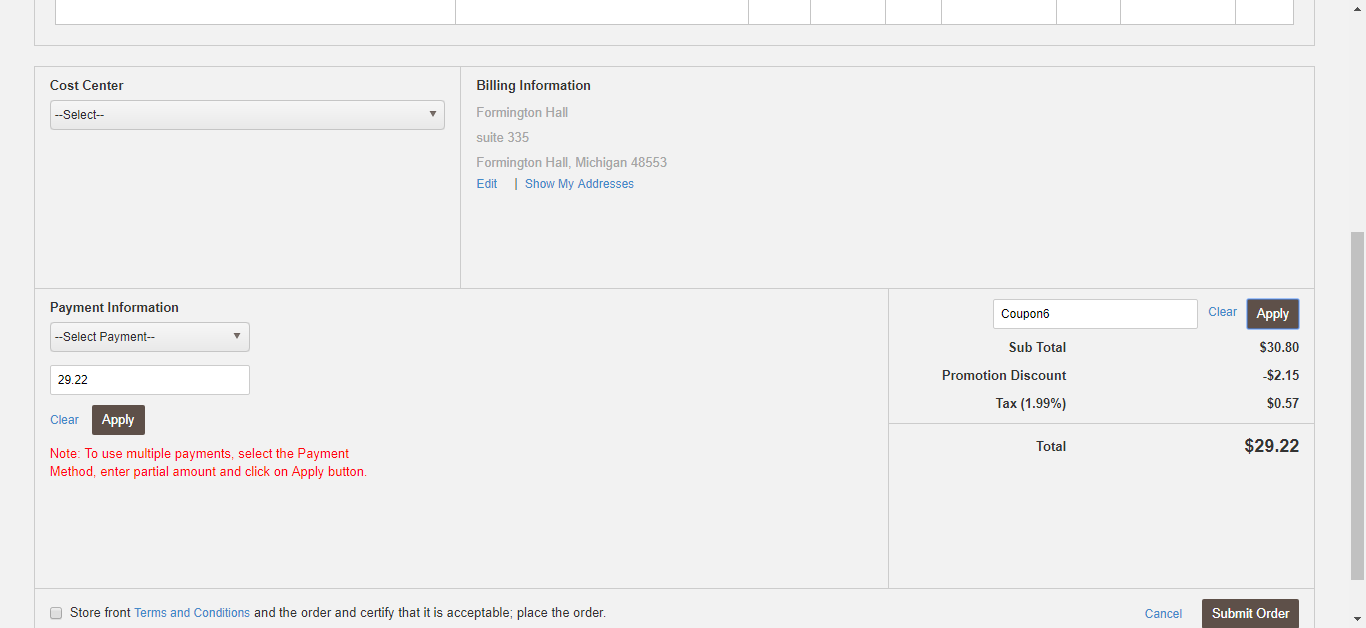 Cost Center
--Select--
Billing Information
Formington Hall
suite 335
Formington Hall, Michigan 48553
Edit | Show My Addresses
Payment Information
--Select Payment--
29.22
Clear Apply
Note: To use multiple payments, select the Payment
Method, enter partial amount and click on Apply button.
Coupon6 Clear Apply
Sub Total $30.80
Promotion Discount -$2.15
Tax (1.99%) $0.57
Total $29.22
Store front Terms and Conditions and the order and certify that it is acceptable; place the order.
Cancel Submit Order